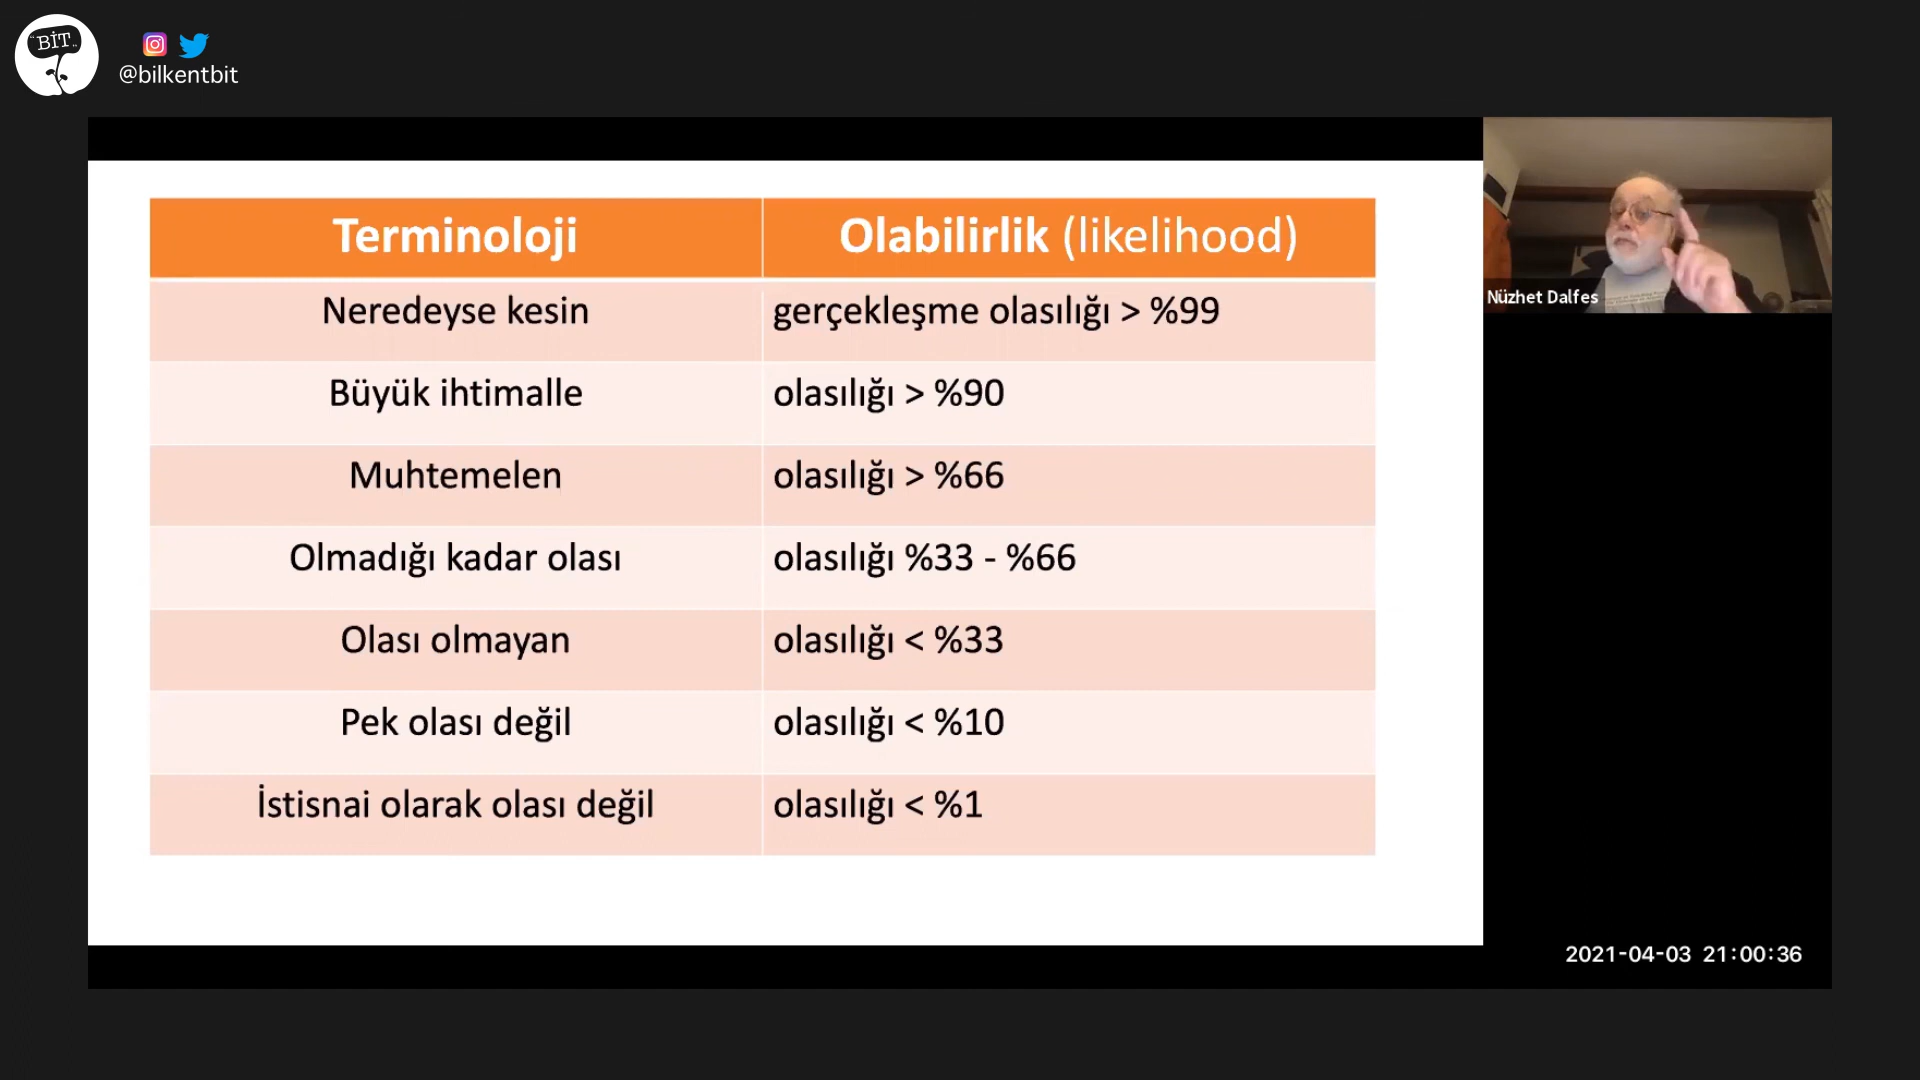 BİT
@bilkentbit
Terminoloji
Olabilirlik (likelihood)
Neredeyse kesin
gerçekleşme olasılığı > %99
Büyük ihtimalle
olasılığı > %90
Muhtemelen
olasılığı > %66
Olmadığı kadar olası
olasılığı %33 - %66
Olası olmayan
olasılığı < %33
Pek olası değil
olasılığı < %10
İstisnai olarak olası değil
olasılığı < %1
Nüzhet Dalfes
2021-04-03 21:00:36